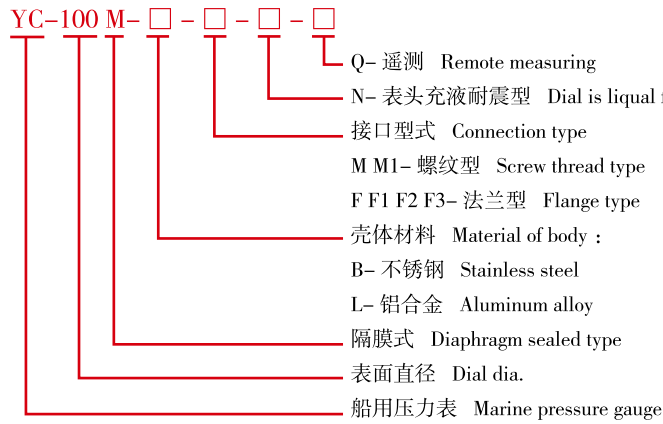 YC-100 M-□-□-□-□
Q-遥测 Remote measuring
N-表头充液耐震型 Dial is liqual
接口型式 Connection type
M M1-螺纹型 Screw thread type
F F1 F2 F3-法兰型 Flange type
壳体材料 Material of body :
B-不锈钢 Stainless steel
L-铝合金 Aluminum alloy
隔膜式 Diaphragm sealed type
表面直径 Dial dia.
船用压力表 Marine pressure gauge